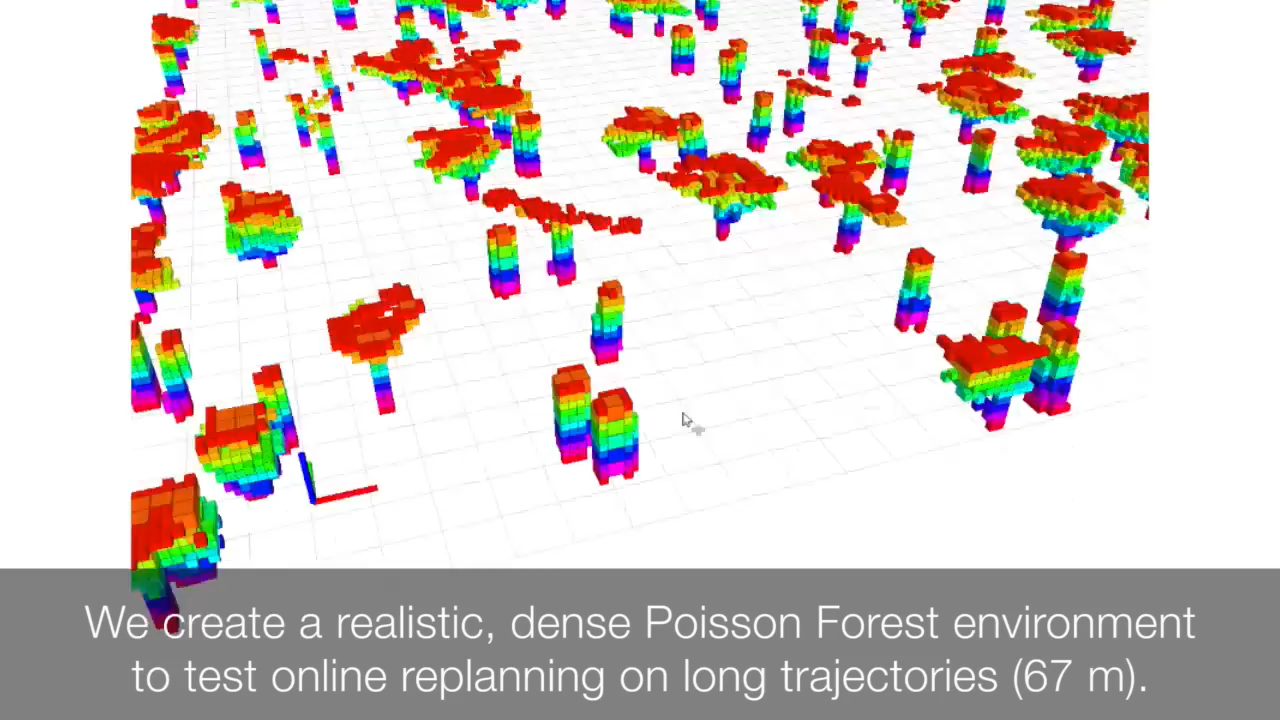 We create a realistic, dense Poisson Forest environment
to test online replanning on long trajectories (67 m).